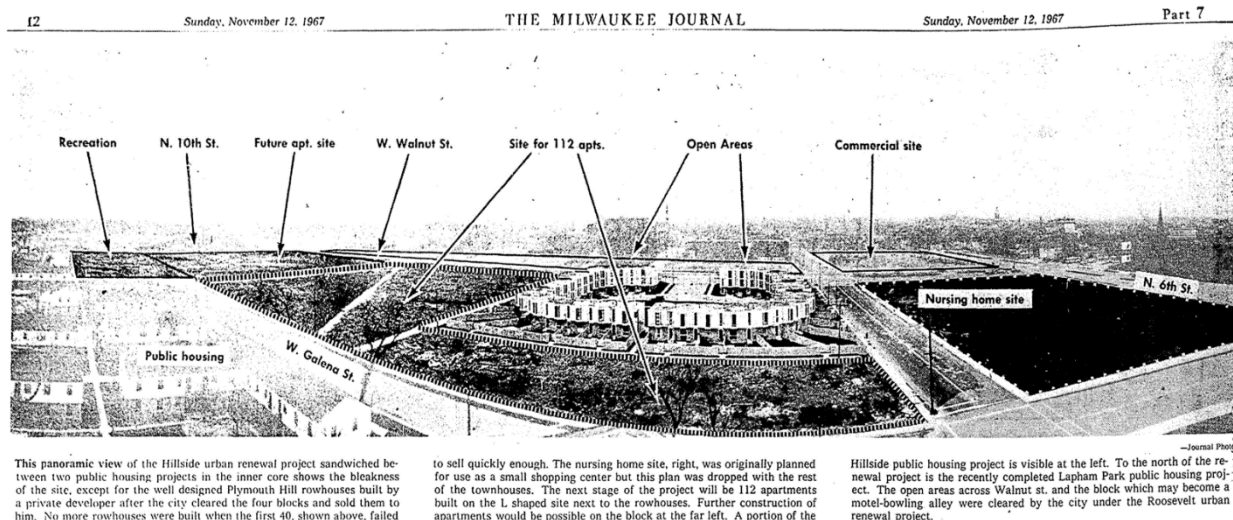 12
Sunday, November 12, 1967
THE MILWAUKEE JOURNAL
Sunday, November 12, 1967
Part 7
Recreation
N. 10th St.
Future apt. site
W. Walnut St.
Site for 112 apts.
Open Areas
Commercial site
N. 6th St.
Nursing home site
Public housing
W. Galena St.
—Journal Photo
This panoramic view of the Hillside urban renewal project sandwiched be-
tween two public housing projects in the inner core shows the bleakness
of the site, except for the well designed Plymouth Hill rowhouses built by
a private developer after the city cleared the four blocks and sold them to
him. No more rowhouses were built when the first 40, shown above, failed
to sell quickly enough. The nursing home site, right, was originally planned
for use as a small shopping center but this plan was dropped with the rest
of the townhouses. The next stage of the project will be 112 apartments
built on the L shaped site next to the rowhouses. Further construction of
apartments would be possible on the block at the far left. A portion of the
Hillside public housing project is visible at the left. To the north of the re-
newal project is the recently completed Lapham Park public housing proj-
ect. The open areas across Walnut st. and the block which may become a
motel-bowling alley were cleared by the city under the Roosevelt urban
renewal project.